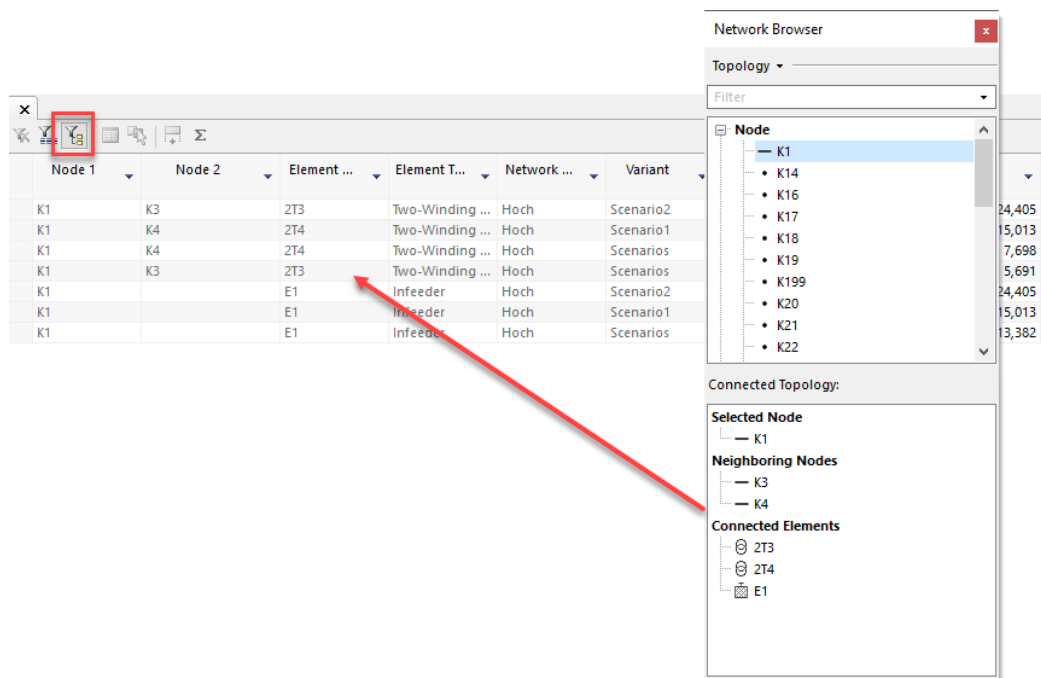 Network Browser
x
Topology
Filter
Node
K1
K14
K16
K17
K18
K19
K199
K20
K21
K22
Connected Topology:
Selected Node
K1
Neighboring Nodes
K3
K4
Connected Elements
2T3
2T4
E1
×
Σ
Node 1 Node 2 Element ... Element T... Network ... Variant
K1 K3 2T3 Two-Winding ... Hoch Scenario2 24,405
K1 K4 2T4 Two-Winding ... Hoch Scenario1 15,013
K1 K4 2T4 Two-Winding ... Hoch Scenarios 7,698
K1 K3 2T3 Two-Winding ... Hoch Scenarios 5,691
K1 E1 Infeeder Hoch Scenario2 24,405
K1 E1 Infeeder Hoch Scenario1 15,013
K1 E1 Infeeder Hoch Scenarios 13,382